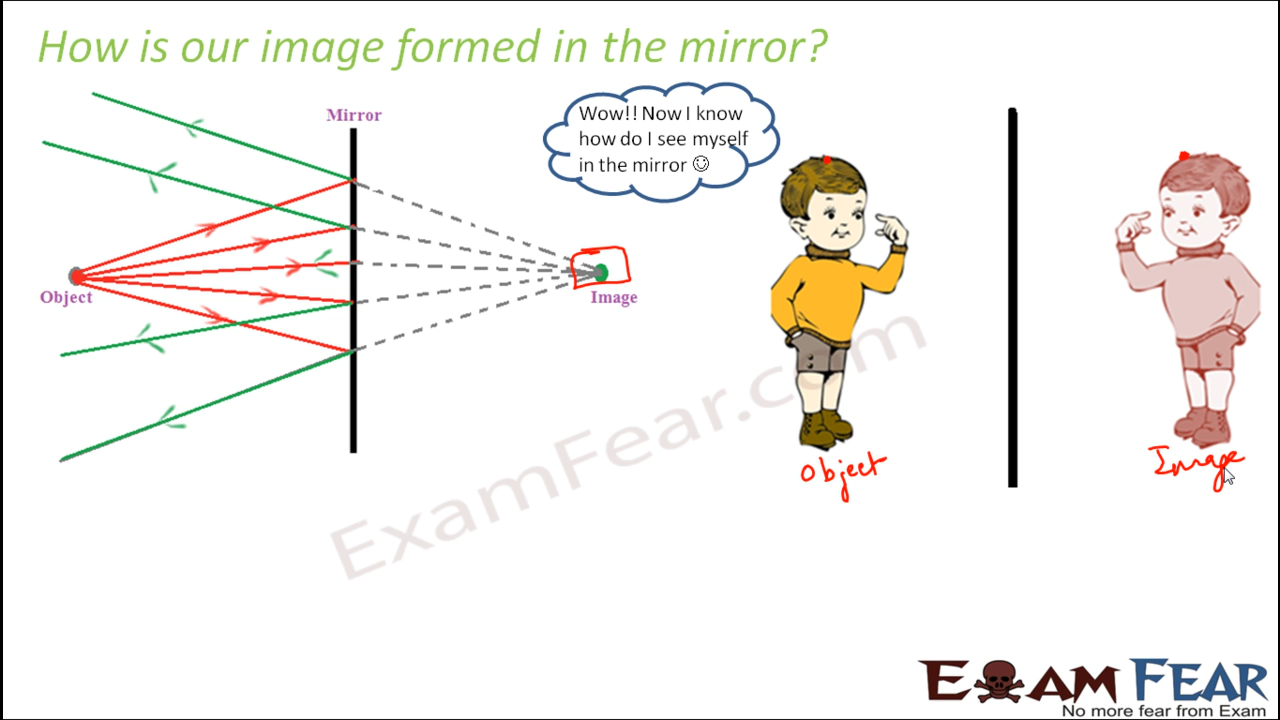 How is our image formed in the mirror?
Mirror
Wow!! Now I know
how do I see myself
in the mirror ☺
Object
Image
Object
Image
ExamFear.com
EXAM FEAR
No more fear from Exam